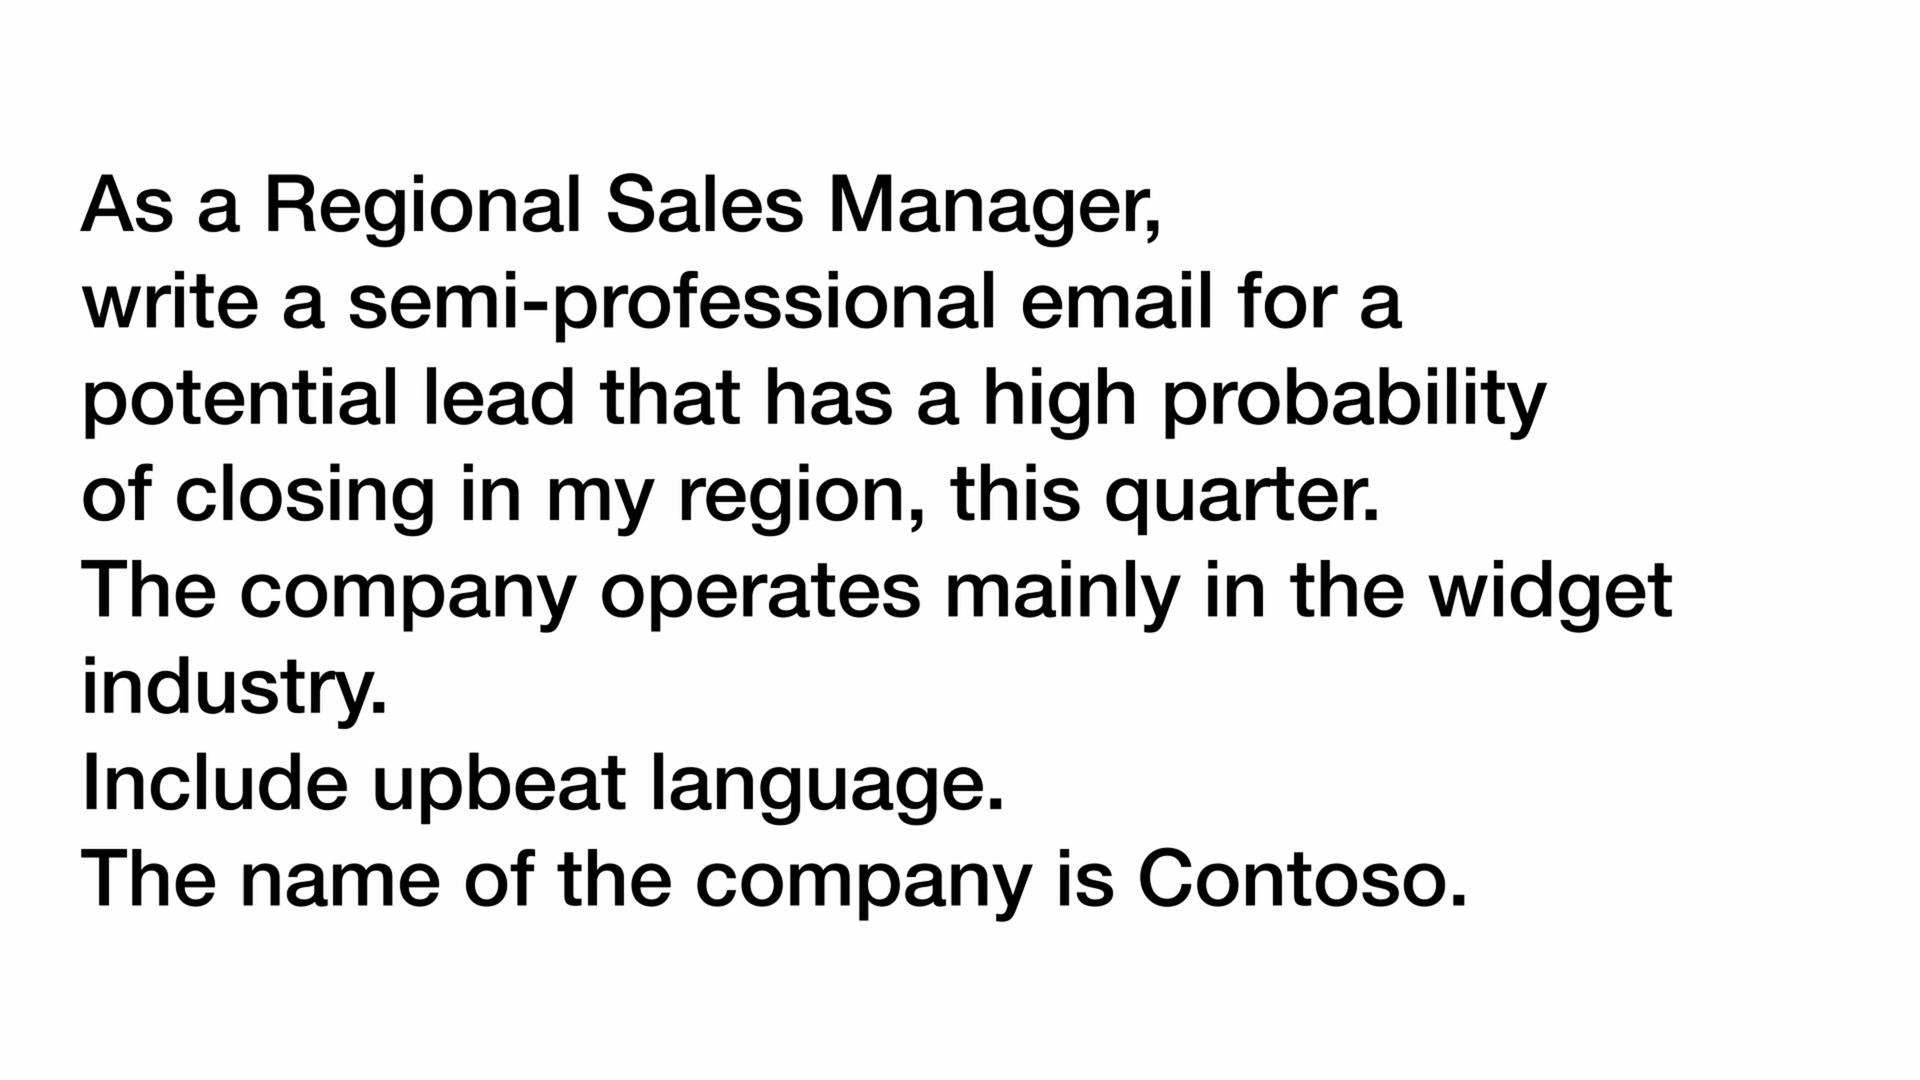 As a Regional Sales Manager,
write a semi-professional email for a
potential lead that has a high probability
of closing in my region, this quarter.
The company operates mainly in the widget
industry.
Include upbeat language.
The name of the company is Contoso.